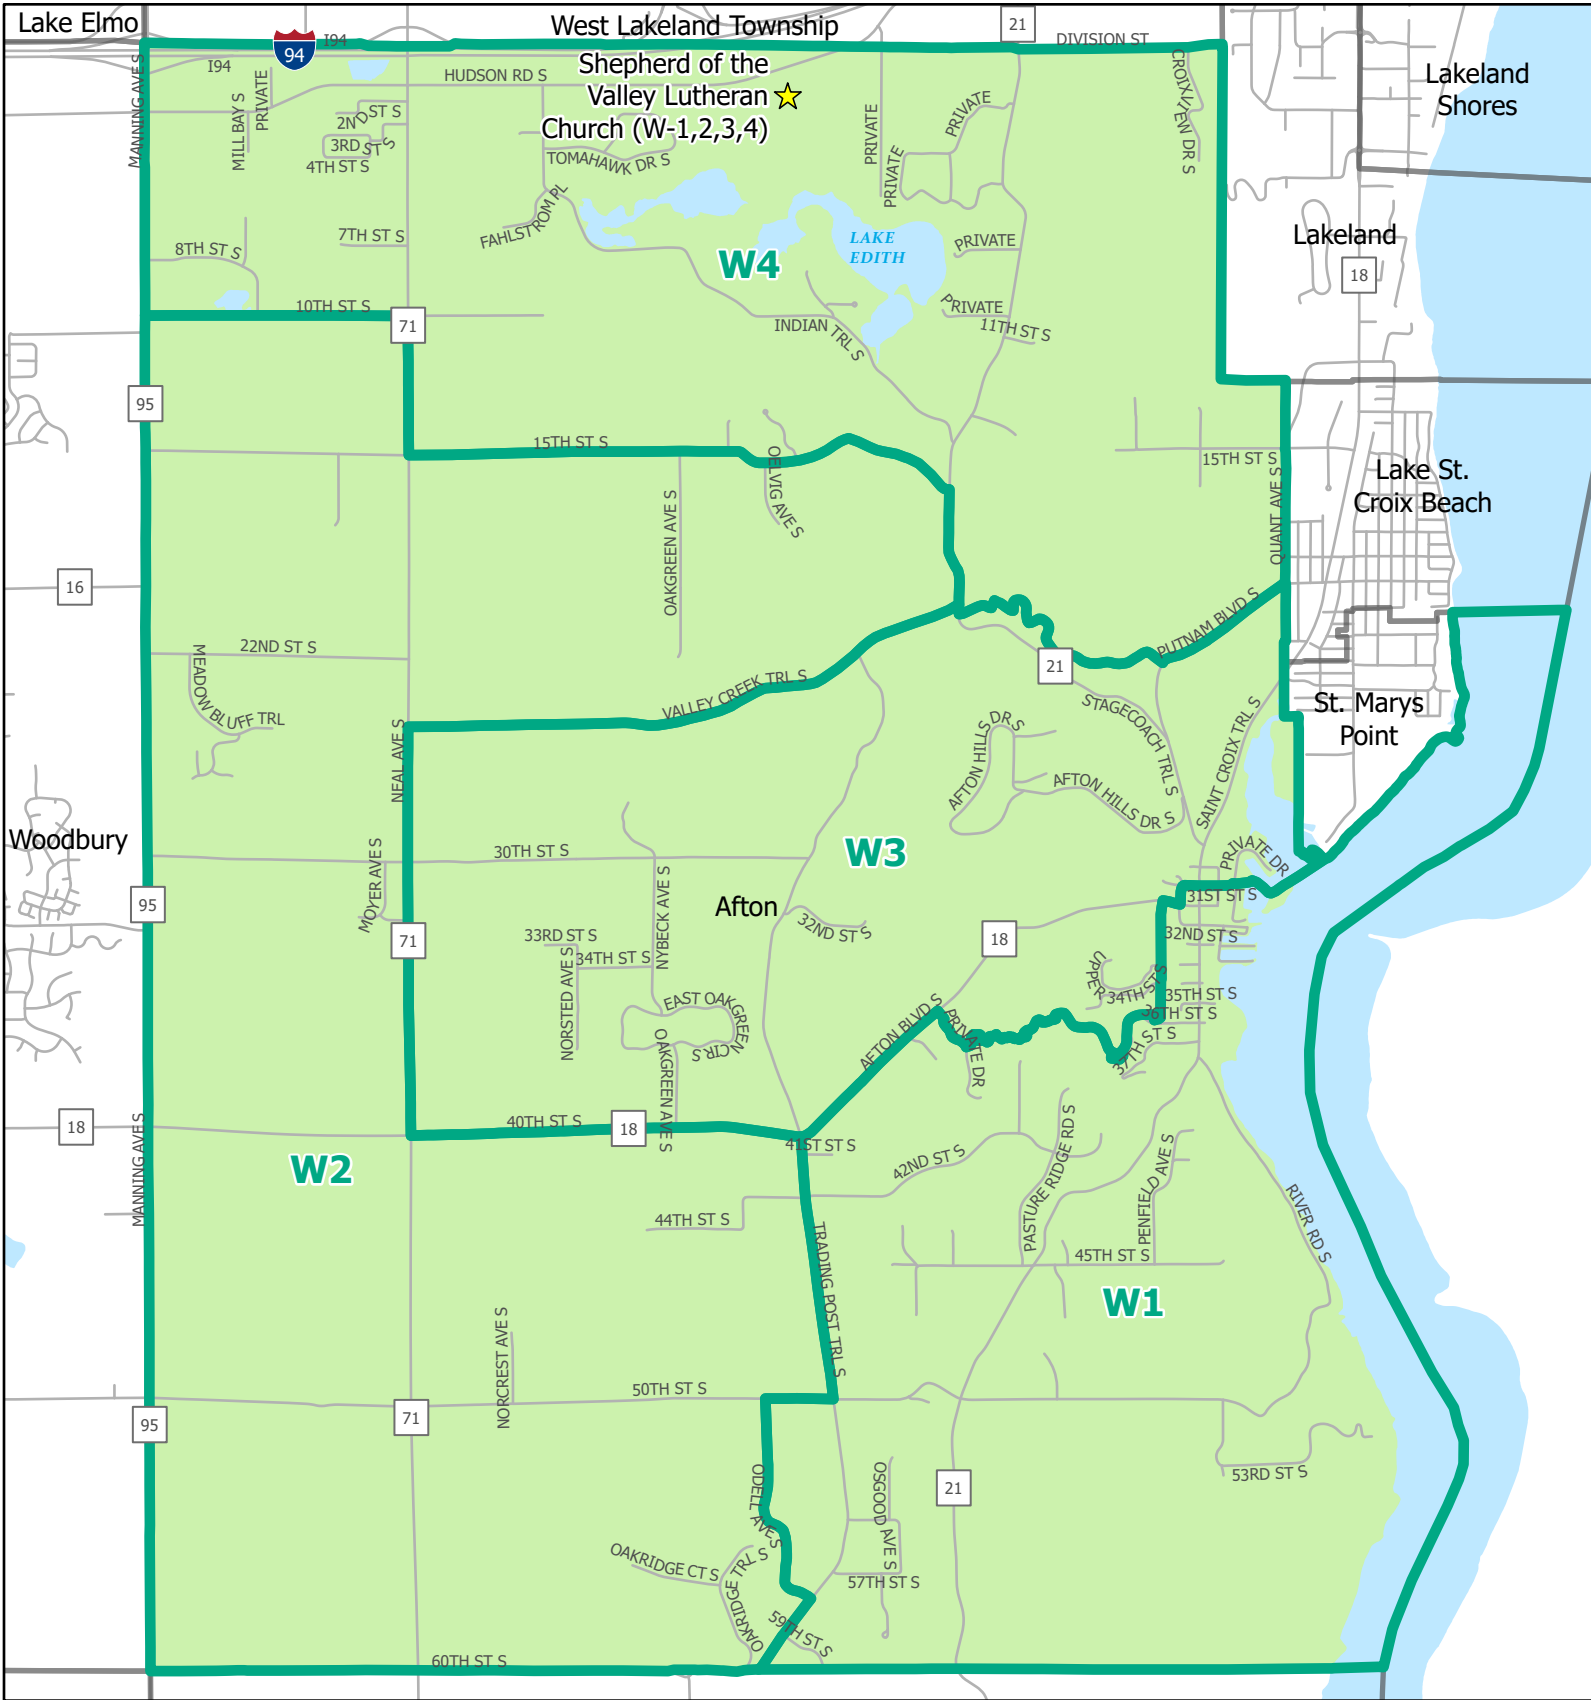 Lake Elmo
West Lakeland Township
21
I94
94
DIVISION ST
I94
HUDSON RD S
Shepherd of the
Valley Lutheran
Church (W-1,2,3,4)
Lakeland
Shores
MANNING AVE S
MILL BAY S
PRIVATE
2ND ST S
3RD ST S
4TH ST S
TOMAHAWK DR S
PRIVATE
PRIVATE
PRIVATE
CROIXVIEW DR S
FAHLSTROM PL
7TH ST S
8TH ST S
LAKE
EDITH
W4
PRIVATE
Lakeland
18
10TH ST S
71
INDIAN TRL S
PRIVATE
11TH ST S
95
15TH ST S
OELVIG AVE S
OAKGREEN AVE S
15TH ST S
QUANT AVE S
Lake St.
Croix Beach
16
22ND ST S
MEADOW BLUFF TRL
NEAL AVE S
VALLEY CREEK TRL S
21
PUTNAM BLVD S
STAGECOACH TRL S
SAINT CROIX TRL S
St. Marys
Point
AFTON HILLS DR S
AFTON HILLS DR S
Woodbury
MOYER AVE S
30TH ST S
NYBECK AVE S
W3
PRIVATE DR
31ST ST S
95
71
Afton
32ND ST S
18
32ND ST S
33RD ST S
34TH ST S
NORSTED AVE S
EAST OAKGREEN CIR S
OAKGREEN AVE S
UPPER 34TH ST S
35TH ST S
36TH ST S
37TH ST S
AFTON BLVD S
PRIVATE DR
18
MANNING AVE S
40TH ST S
18
41ST ST S
42ND ST S
W2
44TH ST S
TRADING POST TRL S
PASTURE RIDGE RD S
PENFIELD AVE S
45TH ST S
RIVER RD S
W1
NORCREST AVE S
50TH ST S
95
71
ODELL AVE S
OSGOOD AVE S
21
53RD ST S
OAKRIDGE CT S
OAKRIDGE TRL S
57TH ST S
59TH ST S
60TH ST S